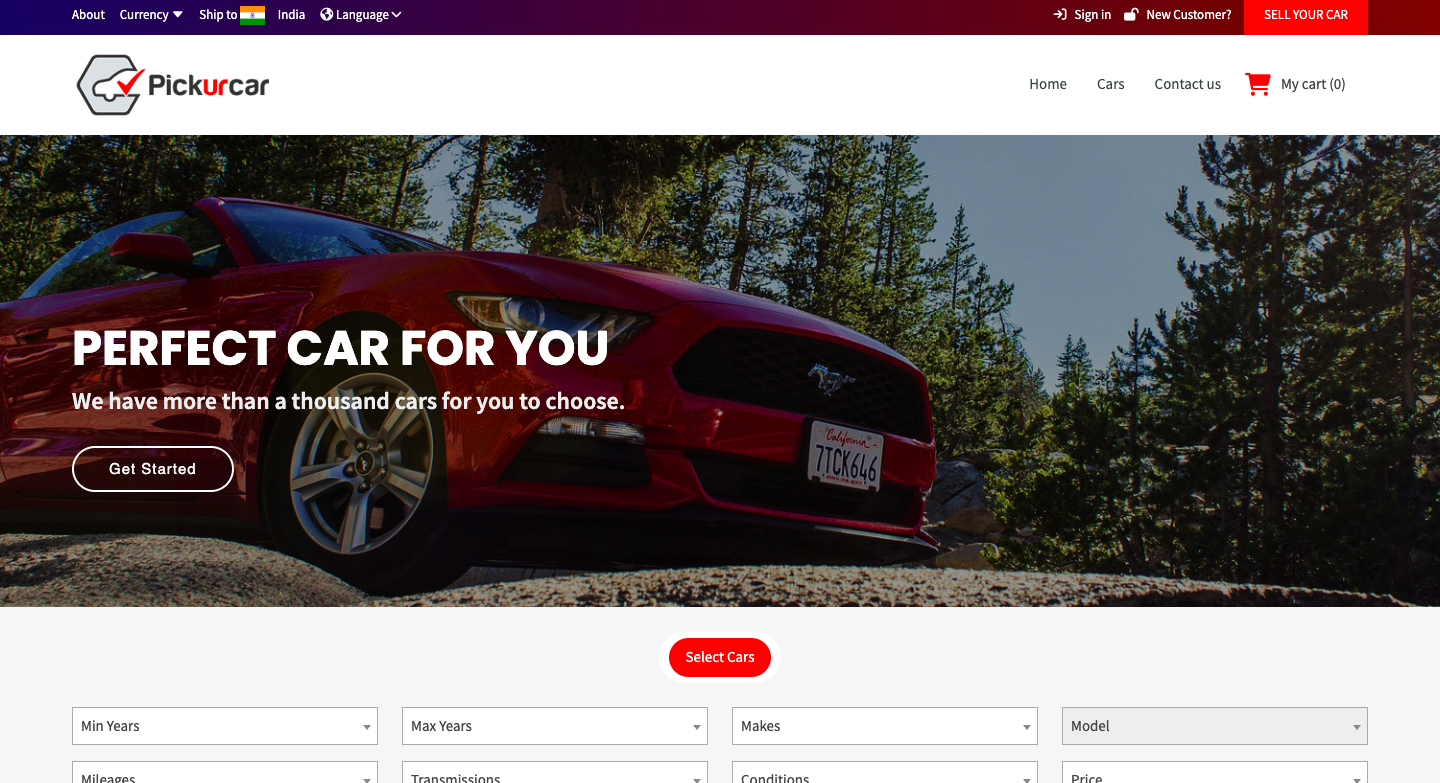 About Currency Ship to India Language Sign in New Customer? SELL YOUR CAR
Pickurcar Home Cars Contact us My cart (0)
PERFECT CAR FOR YOU
We have more than a thousand cars for you to choose.
California
7TCK646
Get Started
Select Cars
Min Years Max Years Makes Model
Mileages Transmissions Conditions Price